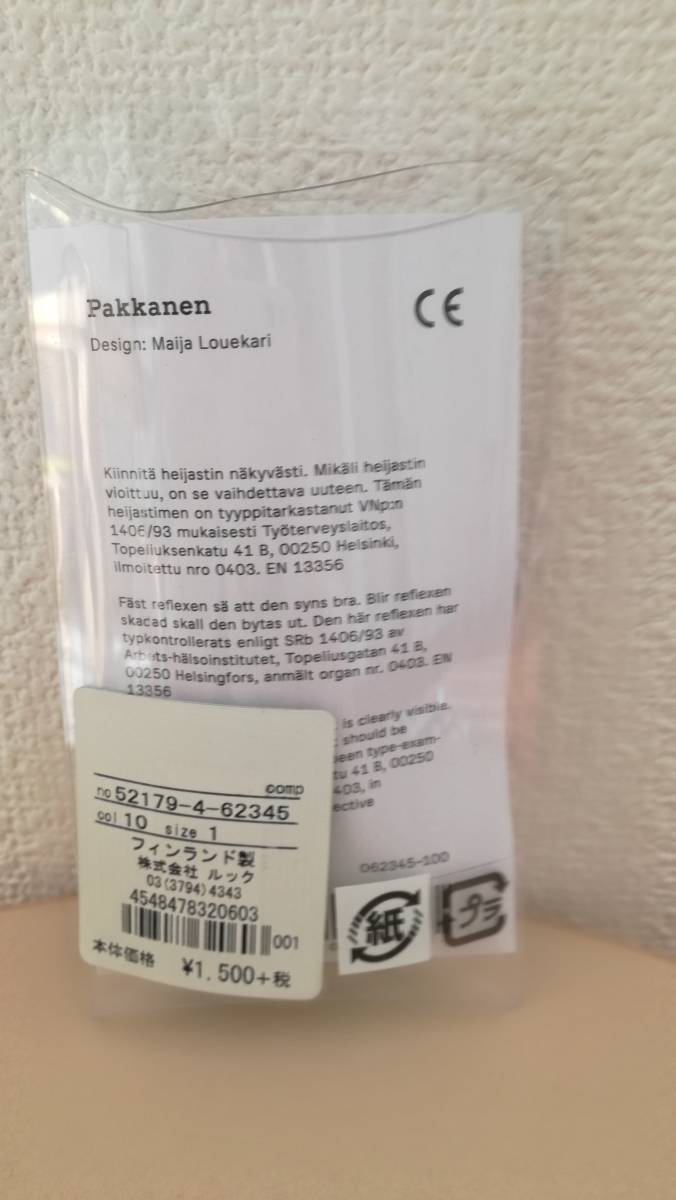 Pakkanen
CE
Design: Maija Louekari
Kiinnitä heijastin näkyvästi. Mikäli heijastin
vioittuu, on se vaihdettava uuteen. Tämän
heijastimen on tyyppitarkastanut VNp:n
1406/93 mukaisesti Työterveyslaitos,
Topeliuksenkatu 41 B, 00250 Helsinki,
ilmoitettu nro 0403. EN 13356
Fäst reflexen så att den syns bra. Blir reflexen
skadad skall den bytas ut. Den här reflexen har
typkontrollerats enligt SRb 1406/93 av
Arbets-hälsoinstitutet, Topeliusgatan 41 B,
00250 Helsingfors, anmält organ nr. 0403. EN
13356
is clearly visible.
should be
been type-exam-
tu 41 B, 00250
403, in
ective
062345-100
comp
no 52179-4-62345
col 10 size 1
フィンランド製
株式会社 ルック
03(3794)4343
4548478320603
001
本体価格 ¥1.500+税
紙
プラ